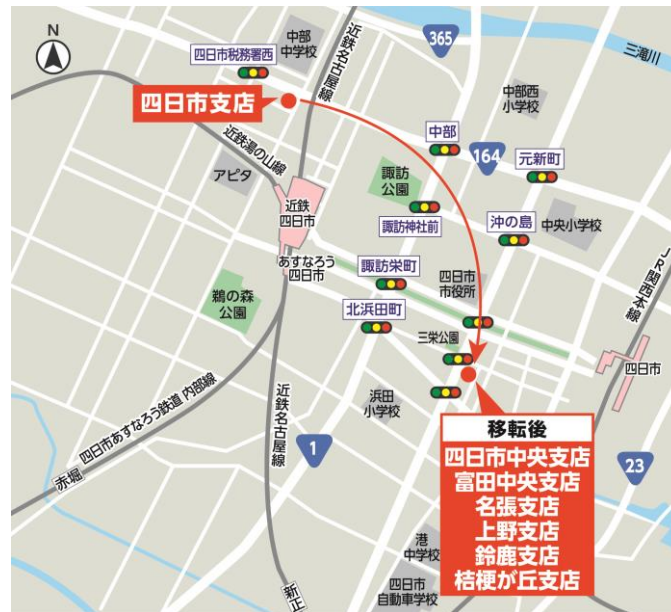 N
中部
中学校
四日市税務署西
近鉄名古屋線
365
三滝川
四日市支店
中部西
小学校
中部
164
元新町
近鉄湯の山線
アピタ
諏訪
公園
近鉄
四日市
諏訪神社前
沖の島
中央小学校
あすなろう
四日市
諏訪栄町
四日市
市役所
JR関西本線
鵜の森
公園
北浜田町
三栄公園
四日市
浜田
小学校
四日市あすなろう鉄道 内部線
赤堀
近鉄名古屋線
1
移転後
四日市中央支店
富田中央支店
名張支店
上野支店
鈴鹿支店
桔梗が丘支店
23
港
中学校
四日市
自動車学校
新正